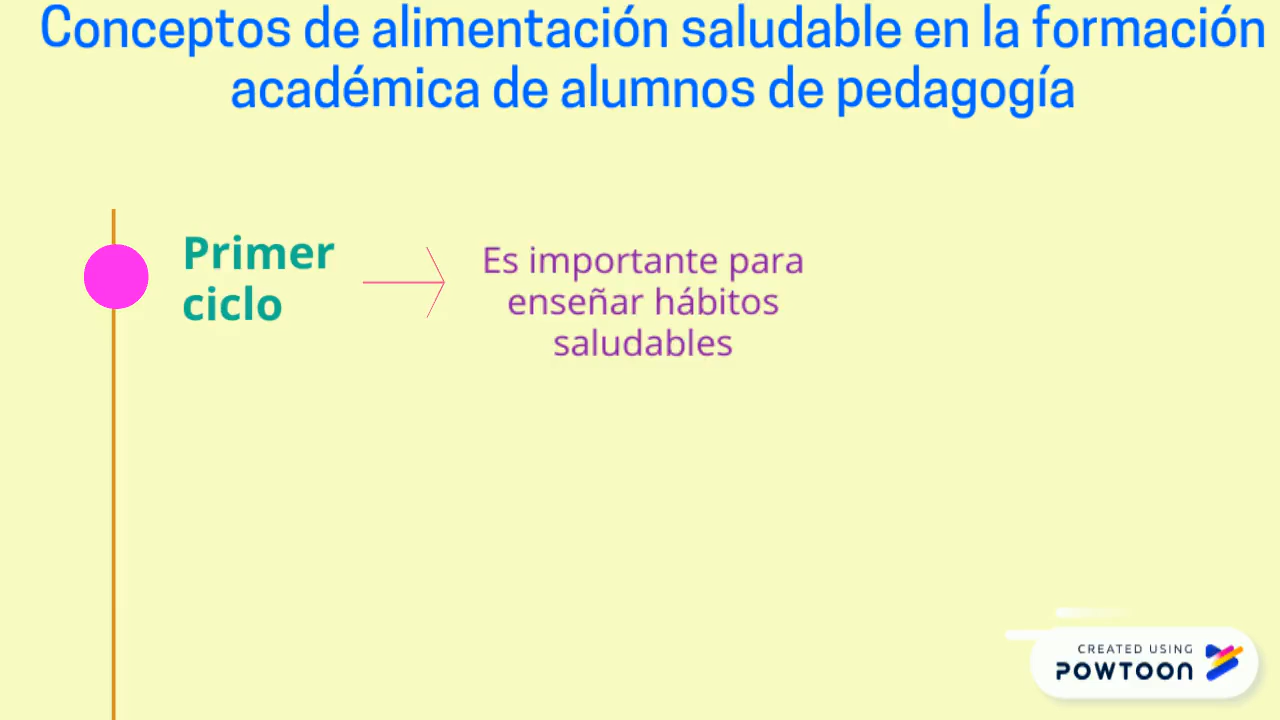 Conceptos de alimentación saludable en la formación
académica de alumnos de pedagogía
Primer
ciclo
Es importante para
enseñar hábitos
saludables
CREATED USING
POWTOON